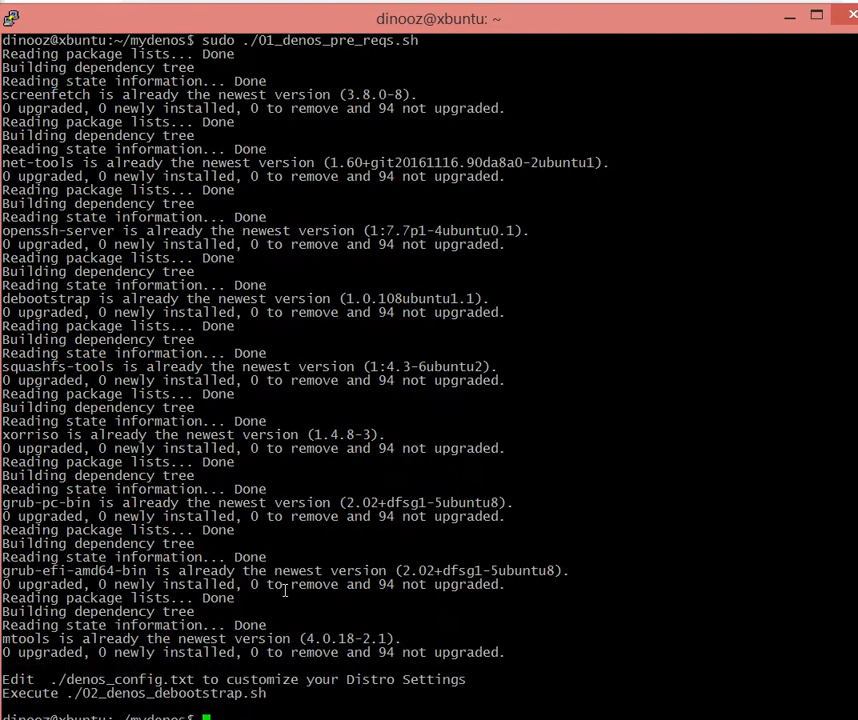 dinooz@xbuntu: ~
dinooz@xbuntu:~/mydenos$ sudo ./01_denos_pre_reqs.sh
Reading package lists... Done
Building dependency tree
Reading state information... Done
screenfetch is already the newest version (3.8.0-8).
0 upgraded, 0 newly installed, 0 to remove and 94 not upgraded.
Reading package lists... Done
Building dependency tree
Reading state information... Done
net-tools is already the newest version (1.60+git20161116.90da8a0-2ubuntu1).
0 upgraded, 0 newly installed, 0 to remove and 94 not upgraded.
Reading package lists... Done
Building dependency tree
Reading state information... Done
openssh-server is already the newest version (1:7.7p1-4ubuntu0.1).
0 upgraded, 0 newly installed, 0 to remove and 94 not upgraded.
Reading package lists... Done
Building dependency tree
Reading state information... Done
debootstrap is already the newest version (1.0.108ubuntu1.1).
0 upgraded, 0 newly installed, 0 to remove and 94 not upgraded.
Reading package lists... Done
Building dependency tree
Reading state information... Done
squashfs-tools is already the newest version (1:4.3-6ubuntu2).
0 upgraded, 0 newly installed, 0 to remove and 94 not upgraded.
Reading package lists... Done
Building dependency tree
Reading state information... Done
xorriso is already the newest version (1.4.8-3).
0 upgraded, 0 newly installed, 0 to remove and 94 not upgraded.
Reading package lists... Done
Building dependency tree
Reading state information... Done
grub-pc-bin is already the newest version (2.02+dfsg1-5ubuntu8).
0 upgraded, 0 newly installed, 0 to remove and 94 not upgraded.
Reading package lists... Done
Building dependency tree
Reading state information... Done
grub-efi-amd64-bin is already the newest version (2.02+dfsg1-5ubuntu8).
0 upgraded, 0 newly installed, 0 to remove and 94 not upgraded.
Reading package lists... Done
Building dependency tree
Reading state information... Done
mtools is already the newest version (4.0.18-2.1).
0 upgraded, 0 newly installed, 0 to remove and 94 not upgraded.
Edit  ./denos_config.txt to customize your Distro Settings
Execute ./02_denos_debootstrap.sh
dinooz@xbuntu:~/mydenos$